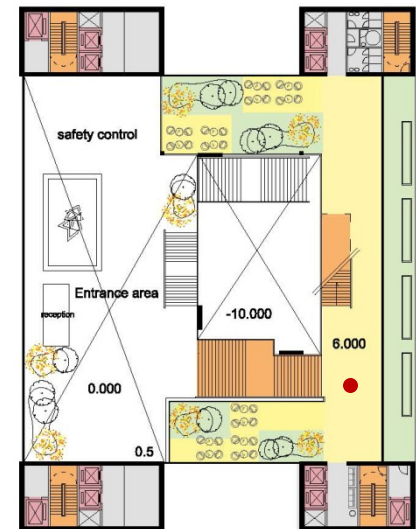 safety control
Entrance area
reception
-10.000
6.000
0.000
0.5